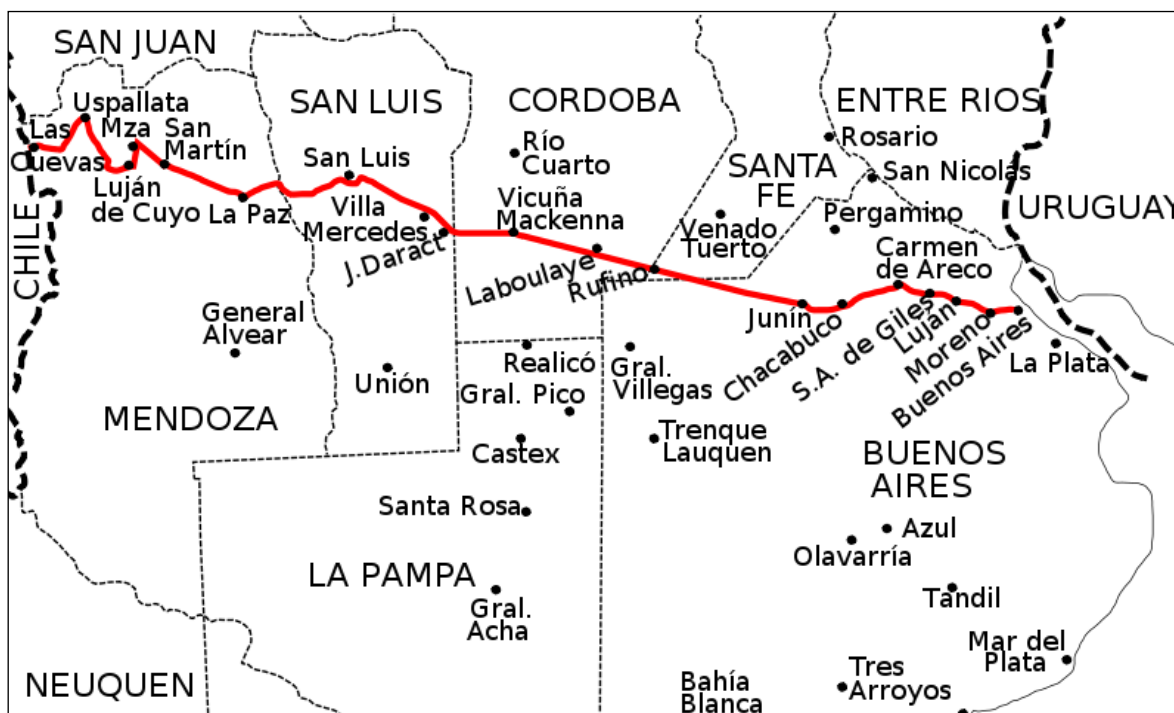 SAN JUAN
Uspallata
Mza
San
Martín
Las
Cuevas
Luján
de Cuyo
La Paz
CHILE
SAN LUIS
San Luis
Villa
Mercedes
J.Daract
CORDOBA
Río
Cuarto
Vicuña
Mackenna
Laboulaye
Rufino
SANTA
FE
Venado
Tuerto
ENTRE RIOS
Rosario
San Nicolás
Pergamino
Carmen
de Areco
URUGUAY
Junín
Chacabuco
S.A. de Giles
Luján
Moreno
Buenos Aires
La Plata
General
Alvear
Unión
MENDOZA
Realicó
Gral. Pico
Castex
Gral.
Villegas
Trenque
Lauquen
BUENOS
AIRES
Santa Rosa
LA PAMPA
Gral.
Acha
Azul
Olavarría
Tandil
Mar del
Plata
Tres
Arroyos
Bahía
Blanca
NEUQUEN